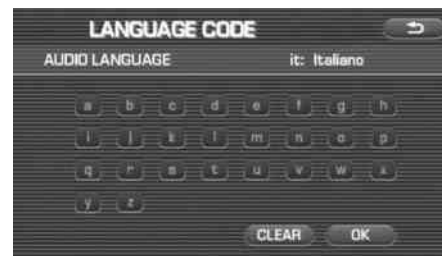 LANGUAGE CODE
AUDIO LANGUAGE it: Italiano
a b c d e f g h
i j k l m n o p
q r s t u v w x
y z
CLEAR OK